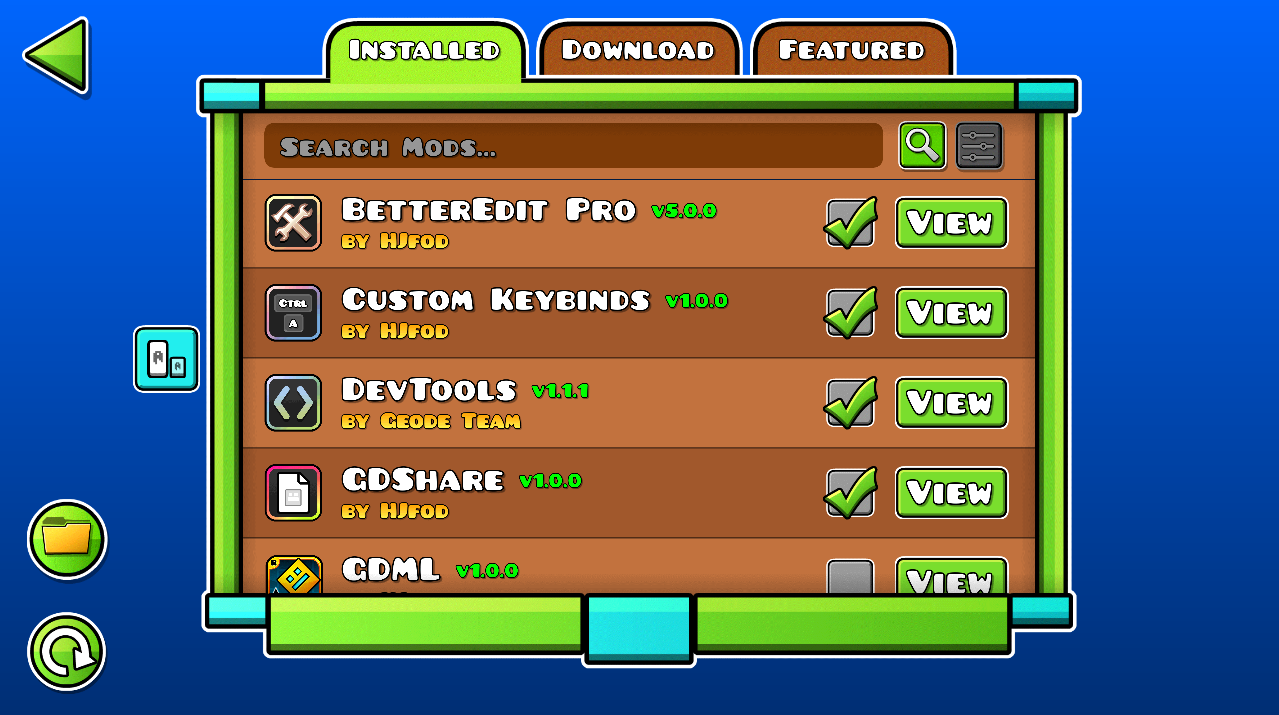 Installed
Download
Featured
Search Mods...
BetterEdit Pro v5.0.0
by HJfod
View
CTRL
A
Custom Keybinds v1.0.0
by HJfod
View
A
A
DevTools v1.1.1
by Geode Team
View
GDShare v1.0.0
by HJfod
View
R
GDML v1.0.0
View